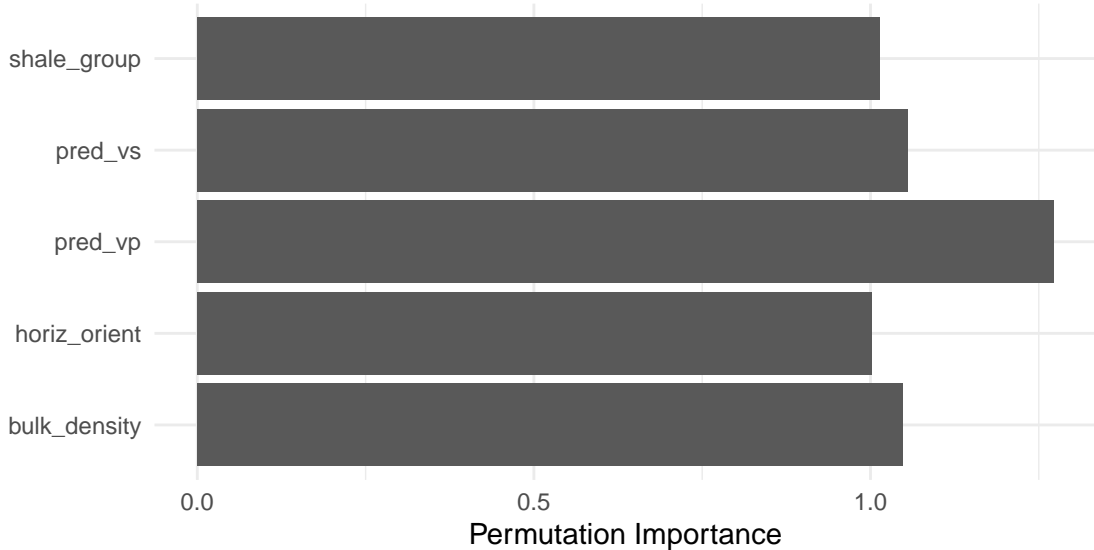 shale_group
pred_vs
pred_vp
horiz_orient
bulk_density
0.0 0.5 1.0
Permutation Importance